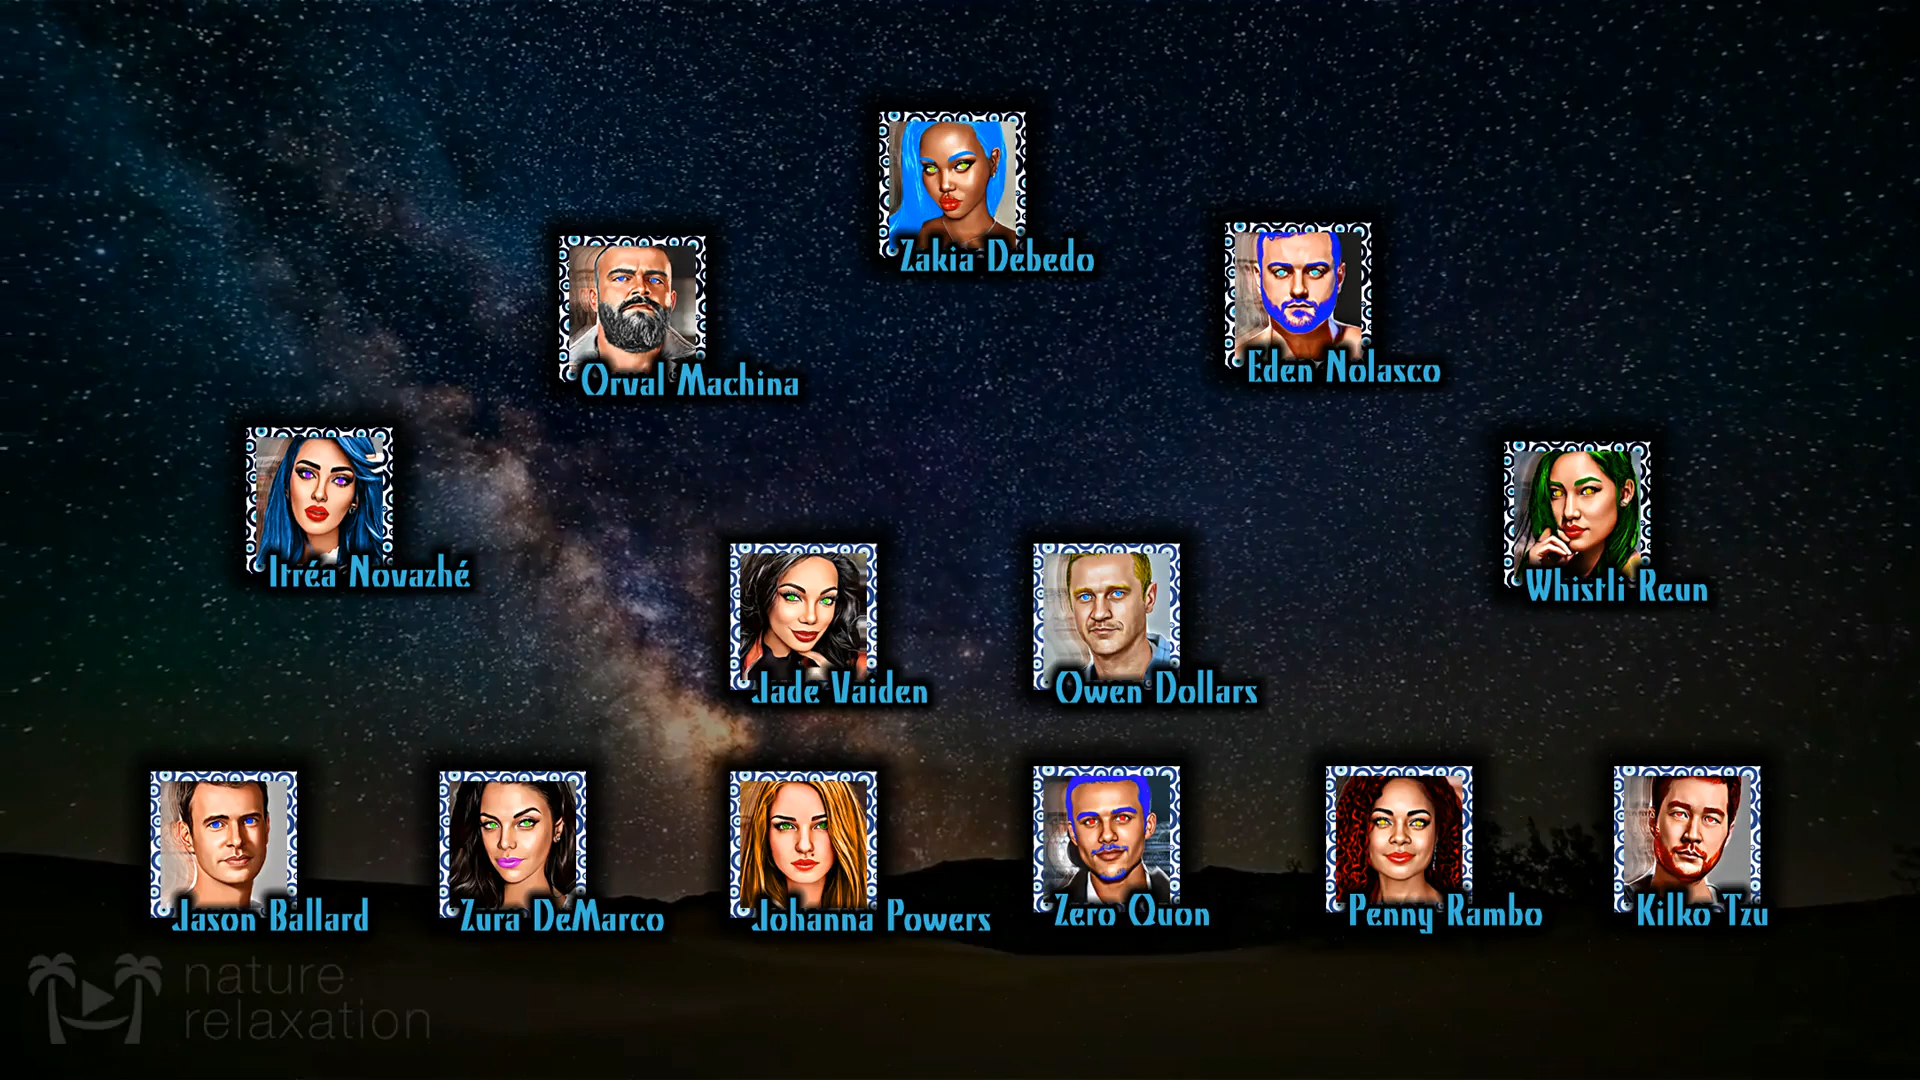 Zakia Debedo
Orval Machina
Eden Nolasco
Itréa Novazhé
Whistli Reun
Jade Vaiden
Owen Dollars
Jason Ballard
Zura DeMarco
Johanna Powers
Zero Quon
Penny Rambo
Kilko Tzu
nature
relaxation